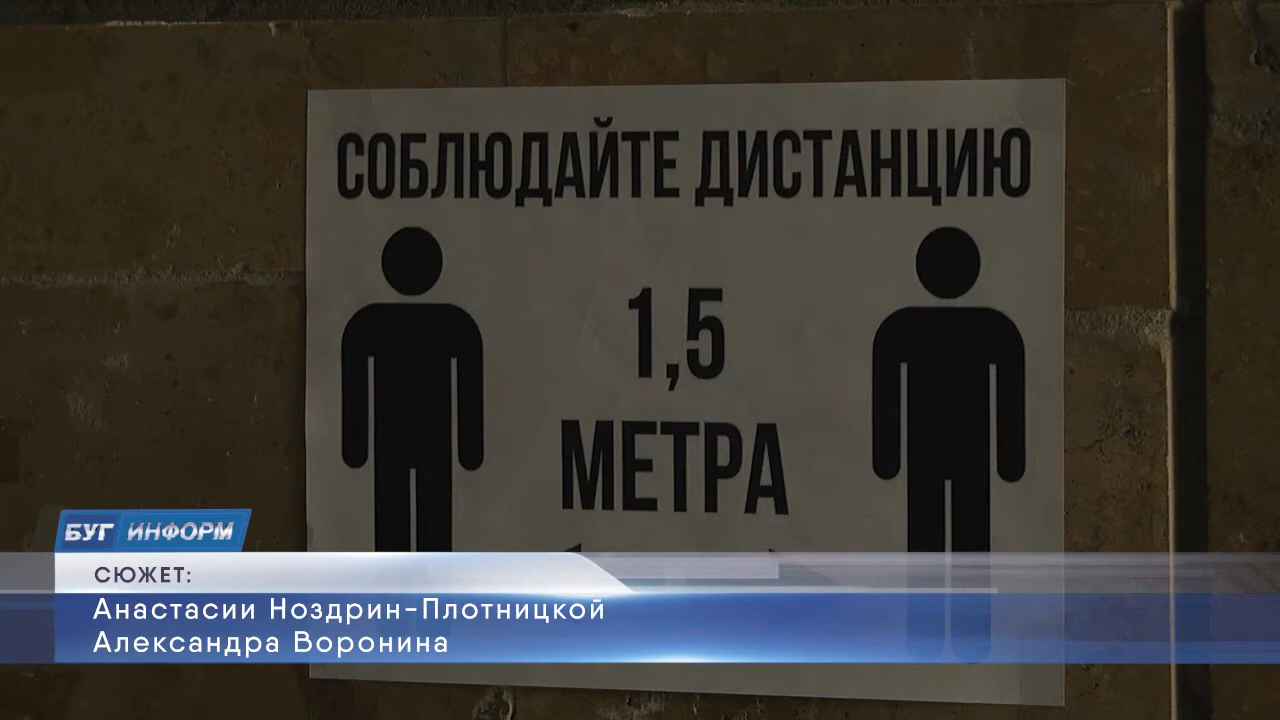 СОБЛЮДАЙТЕ ДИСТАНЦИЮ
1,5
МЕТРА
БУГ ИНФОРМ
СЮЖЕТ:
Анастасии Ноздрин-Плотницкой
Александра Воронина